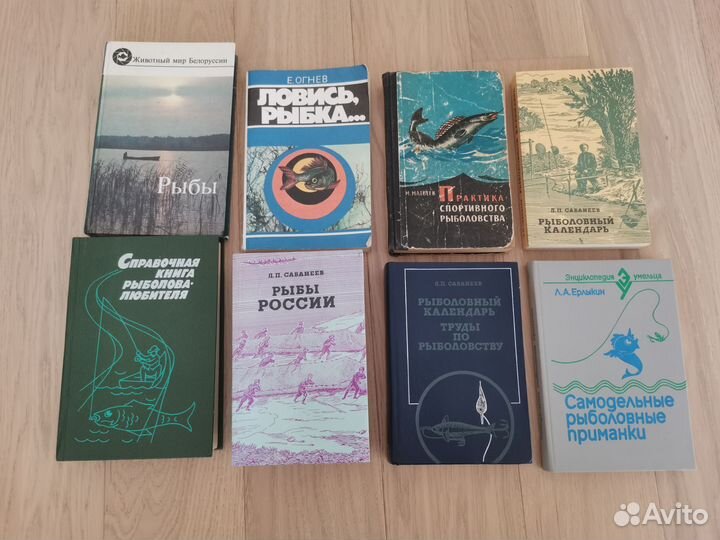 Животный мир Белоруссии
Рыбы
Е. ОГНЕВ
ЛОВИСЬ,
РЫБКА...
М. МАТВЕЕВ
ПРАКТИКА
СПОРТИВНОГО
РЫБОЛОВСТВА
Л.П. САБАНЕЕВ
РЫБОЛОВНЫЙ
КАЛЕНДАРЬ
СПРАВОЧНАЯ
КНИГА
РЫБОЛОВА-
ЛЮБИТЕЛЯ
Л.П. САБАНЕЕВ
РЫБЫ
РОССИИ
Л.П. САБАНЕЕВ
РЫБОЛОВНЫЙ
КАЛЕНДАРЬ
ТРУДЫ
ПО
РЫБОЛОВСТВУ
Энциклопедия Э умельца
Л.А. Ерлыкин
Самодельные
рыболовные
приманки
Avito